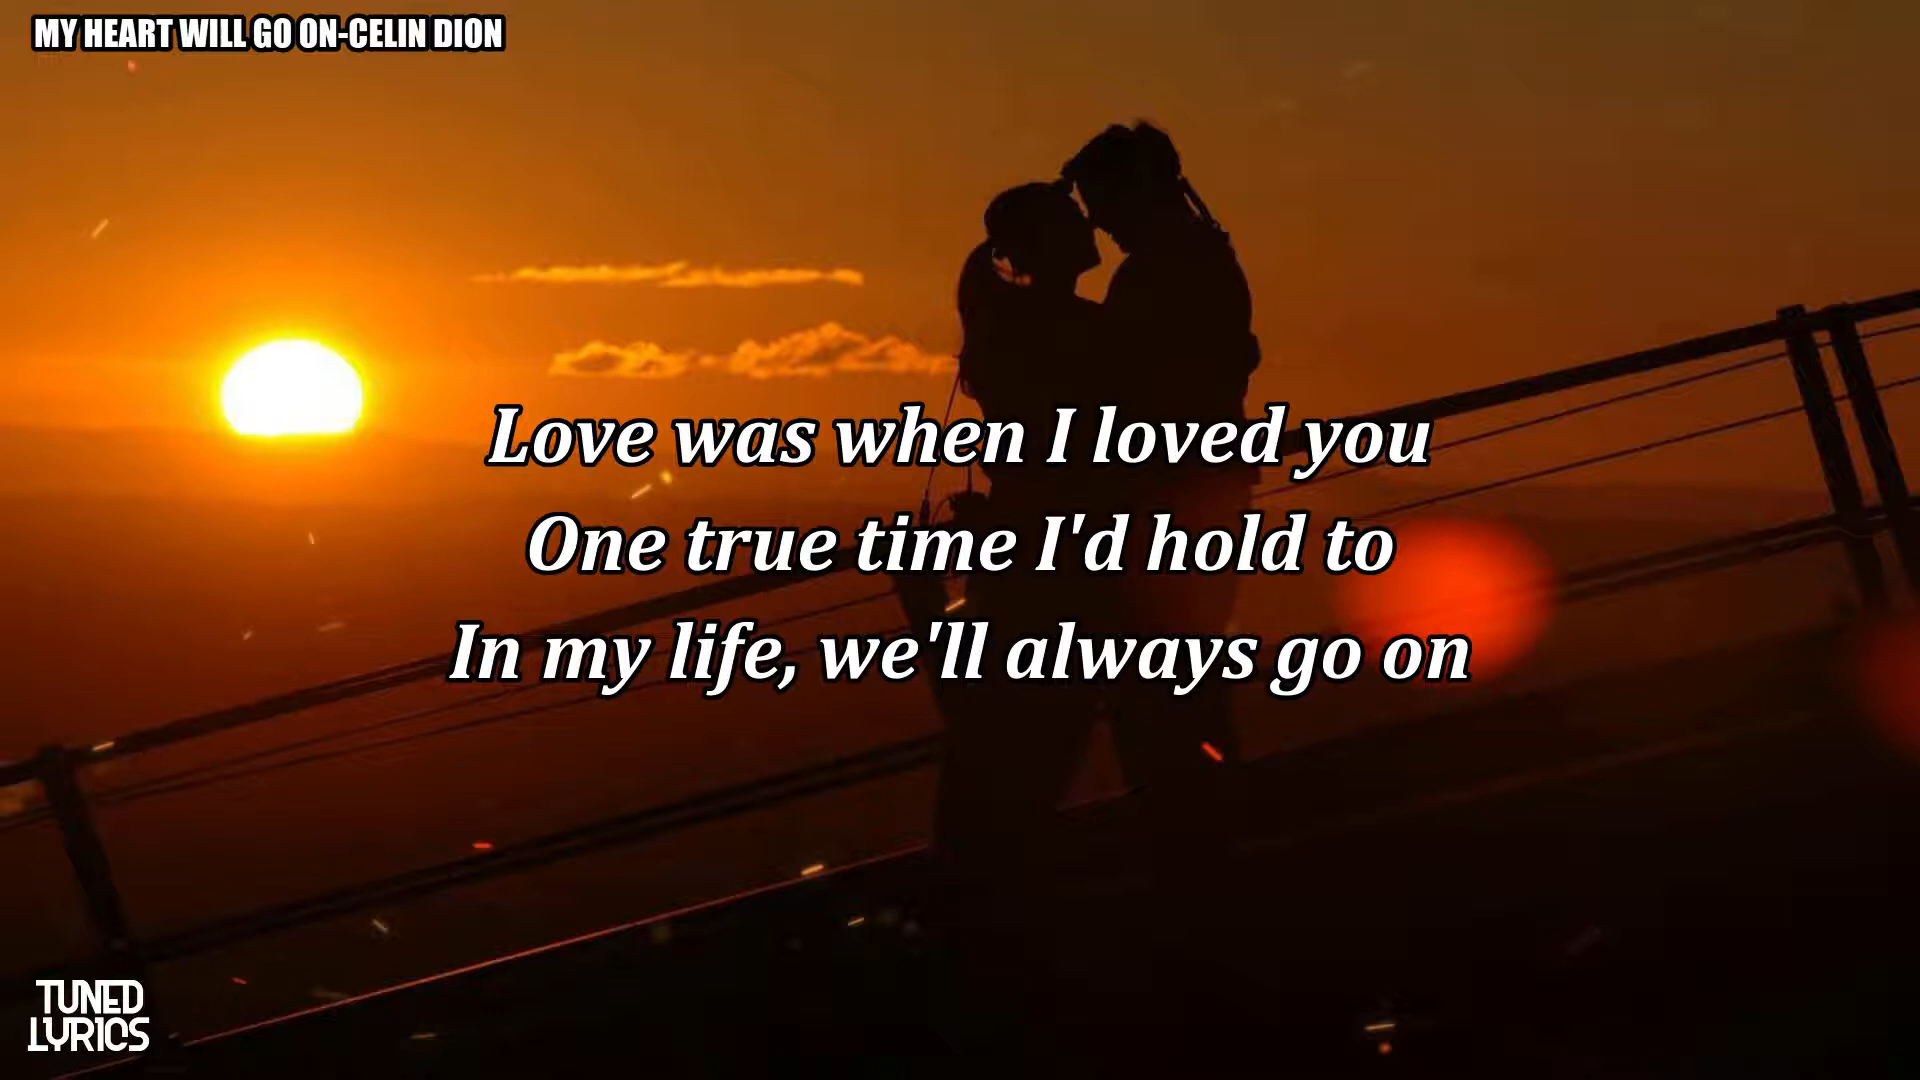 MY HEART WILL GO ON-CELIN DION
Love was when I loved you
One true time I'd hold to
In my life, we'll always go on
TUNED
LYRICS